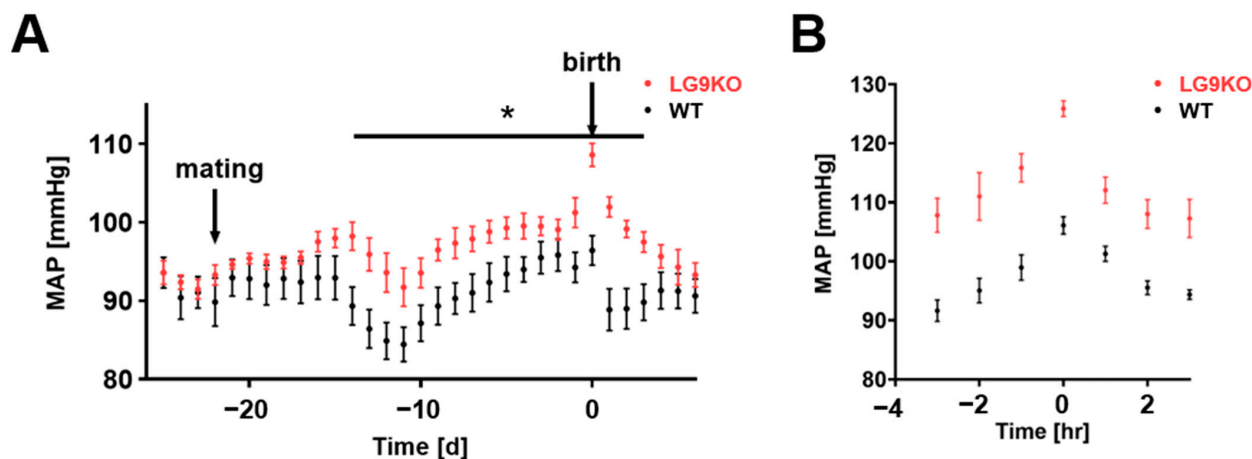 A
birth
LG9KO
WT
*
mating
MAP [mmHg]
110
100
90
80
−20
−10
0
Time [d]
B
LG9KO
WT
MAP [mmHg]
130
120
110
100
90
80
−4
−2
0
2
Time [hr]